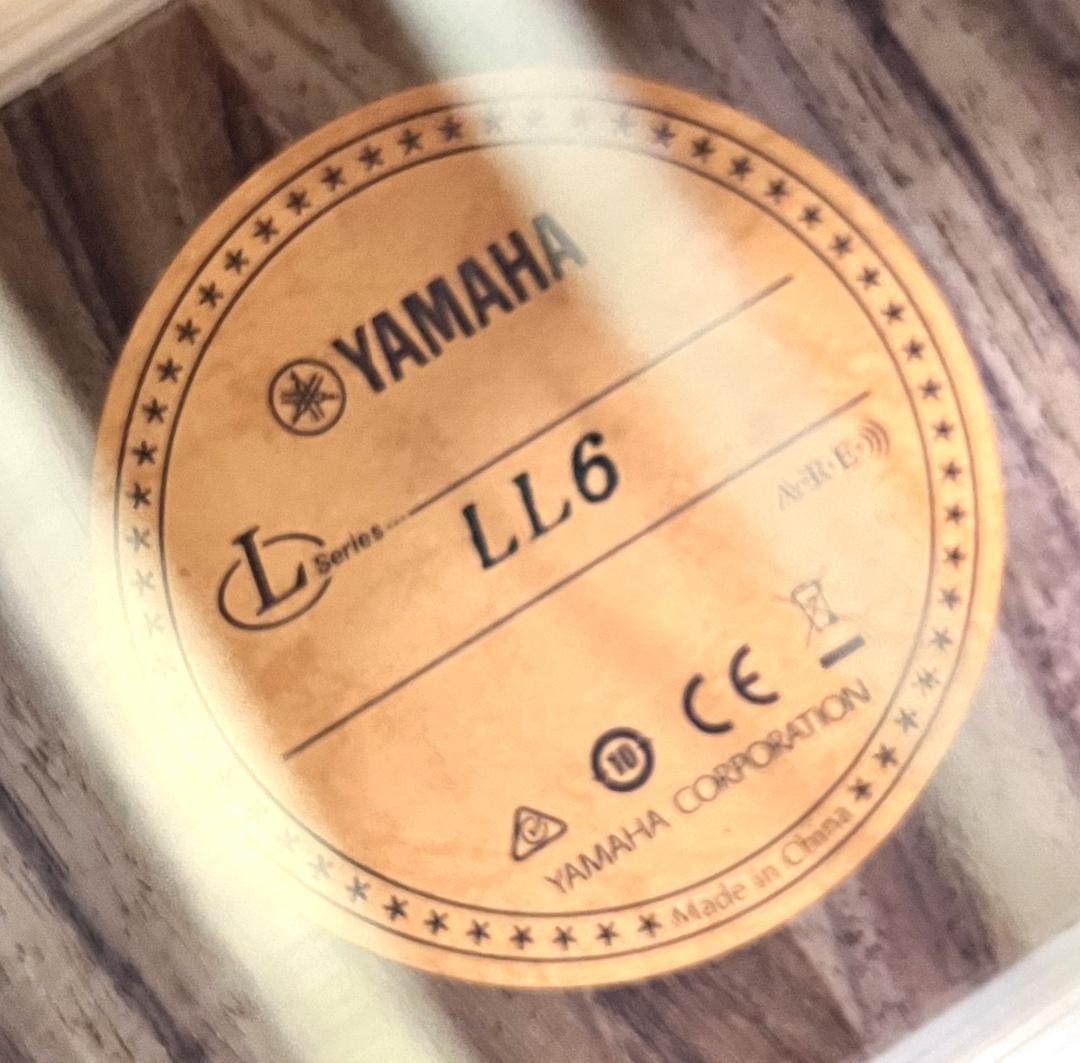 YAMAHA
L Series...
LL6
A·R·E·
10
CE
YAMAHA CORPORATION
Made in China